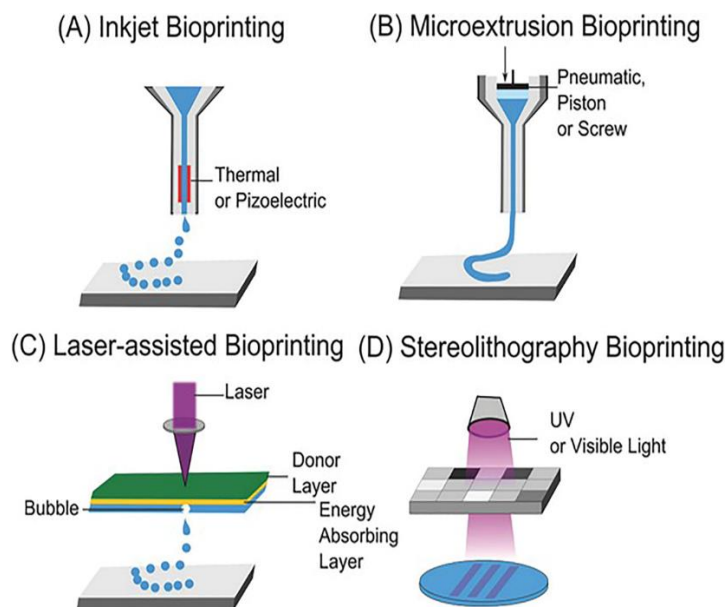 (A) Inkjet Bioprinting
Thermal
or Pizoelectric
(B) Microextrusion Bioprinting
Pneumatic,
Piston
or Screw
(C) Laser-assisted Bioprinting
Laser
Donor
Layer
Bubble
Energy
Absorbing
Layer
(D) Stereolithography Bioprinting
UV
or Visible Light